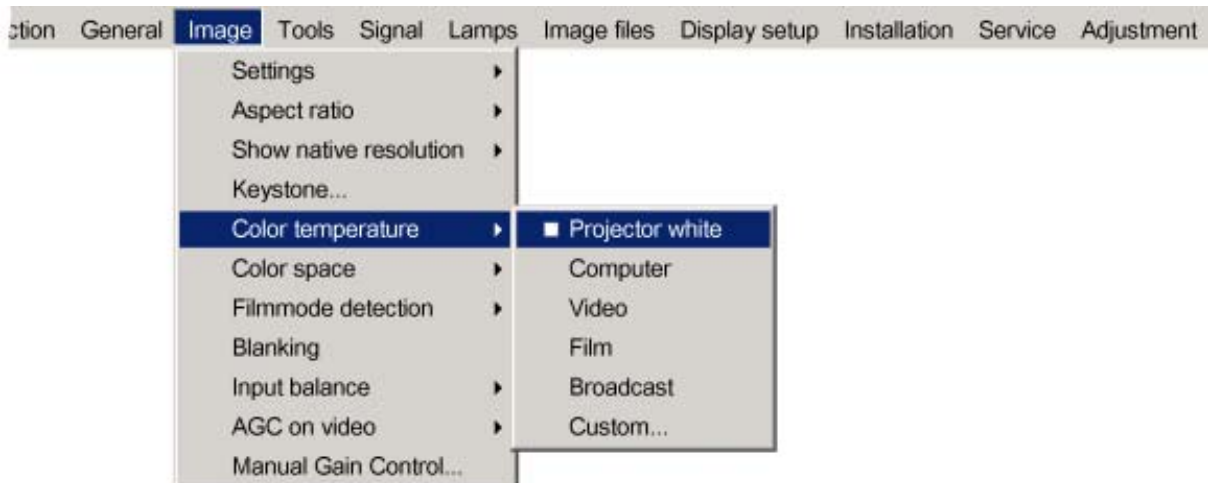 ction General Image Tools Signal Lamps Image files Display setup Installation Service Adjustment
Settings
Aspect ratio
Show native resolution
Keystone...
Color temperature
Projector white
Color space
Computer
Filmmode detection
Video
Blanking
Film
Input balance
Broadcast
AGC on video
Custom...
Manual Gain Control...